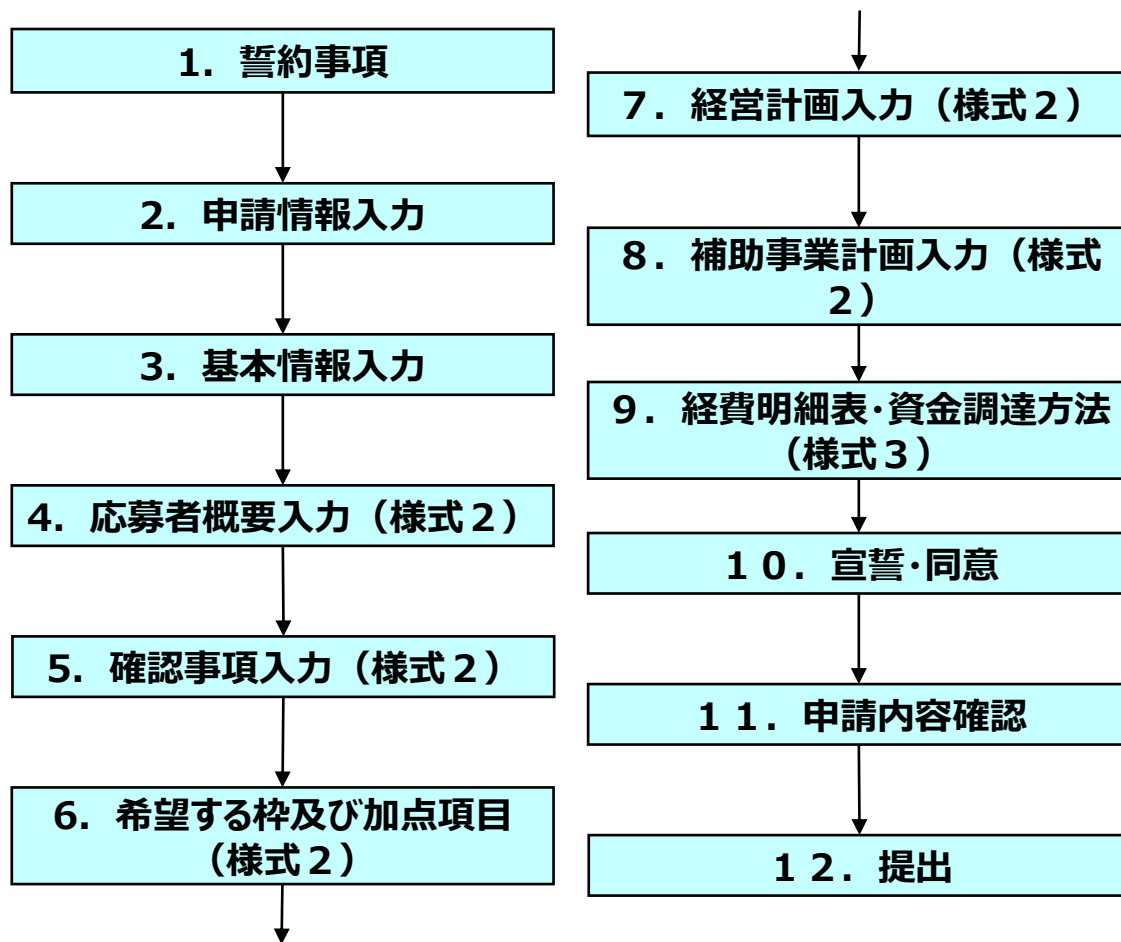 1．誓約事項
2．申請情報入力
3．基本情報入力
4．応募者概要入力（様式２）
5．確認事項入力（様式２）
6．希望する枠及び加点項目
（様式２）
７．経営計画入力（様式２）
８．補助事業計画入力（様式
２）
９．経費明細表･資金調達方法
（様式３）
１０．宣誓･同意
１１．申請内容確認
１２．提出